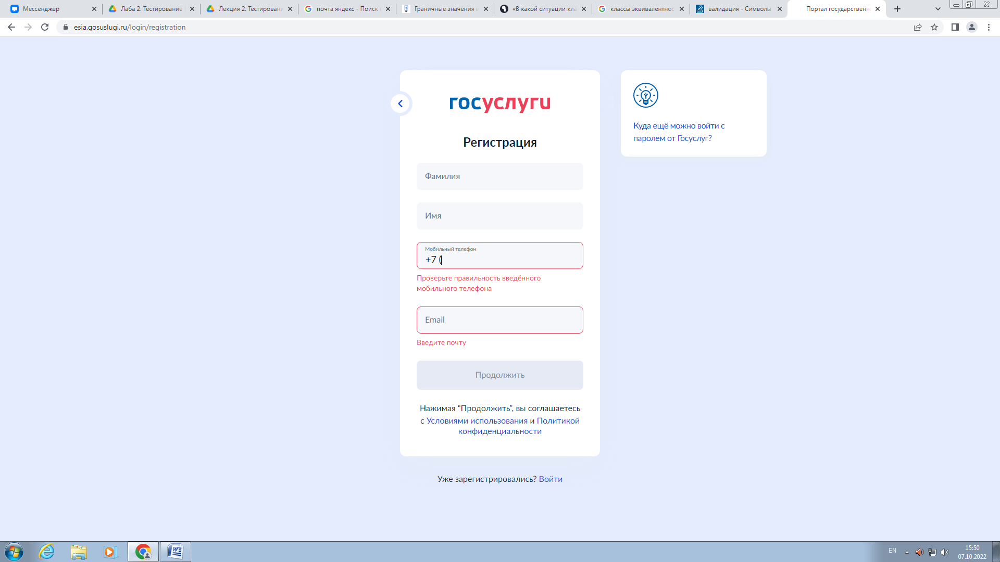 Мессенджер
Лаба 2. Тестирование
Лекция 2. Тестирован
почта яндекс - Поиск
Граничные значения
«В какой ситуации кла
классы эквивалентнос
валидация - Символы
Портал государственн
esia.gosuslugi.ru/login/registration
госуслуги
Регистрация
Фамилия
Имя
Мобильный телефон
+7 (
Проверьте правильность введённого
мобильного телефона
Email
Введите почту
Продолжить
Нажимая “Продолжить”, вы соглашаетесь
с Условиями использования и Политикой
конфиденциальности
Уже зарегистрировались? Войти
Куда ещё можно войти с
паролем от Госуслуг?
EN
15:50
07.10.2022